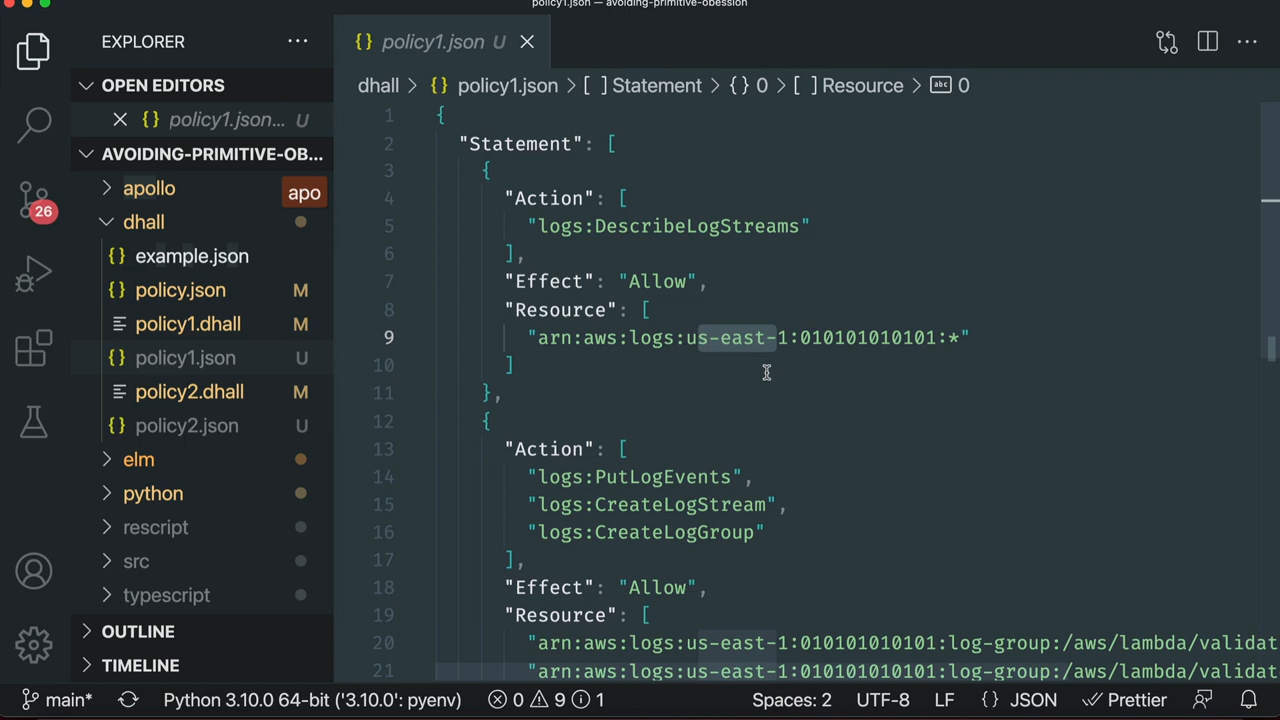 policy1.json — avoiding-primitive-obession
EXPLORER
OPEN EDITORS
policy1.json... U
AVOIDING-PRIMITIVE-OB...
apollo
apo
dhall
example.json
policy.json M
policy1.dhall M
policy1.json U
policy2.dhall M
policy2.json U
elm
python
rescript
src
typescript
OUTLINE
TIMELINE
26
{} policy1.json U
dhall > {} policy1.json > [ ] Statement > {} 0 > [ ] Resource > abc 0
1 {
2 "Statement": [
3 {
4 "Action": [
5 "logs:DescribeLogStreams"
6 ],
7 "Effect": "Allow",
8 "Resource": [
9 "arn:aws:logs:us-east-1:010101010101:*"
10 ]
11 },
12 {
13 "Action": [
14 "logs:PutLogEvents",
15 "logs:CreateLogStream",
16 "logs:CreateLogGroup"
17 ],
18 "Effect": "Allow",
19 "Resource": [
20 "arn:aws:logs:us-east-1:010101010101:log-group:/aws/lambda/validat
21 "arn:aws:logs:us-east-1:010101010101:log-group:/aws/lambda/validat
main* Python 3.10.0 64-bit ('3.10.0': pyenv) 0 9 1 Spaces: 2 UTF-8 LF {} JSON Prettier